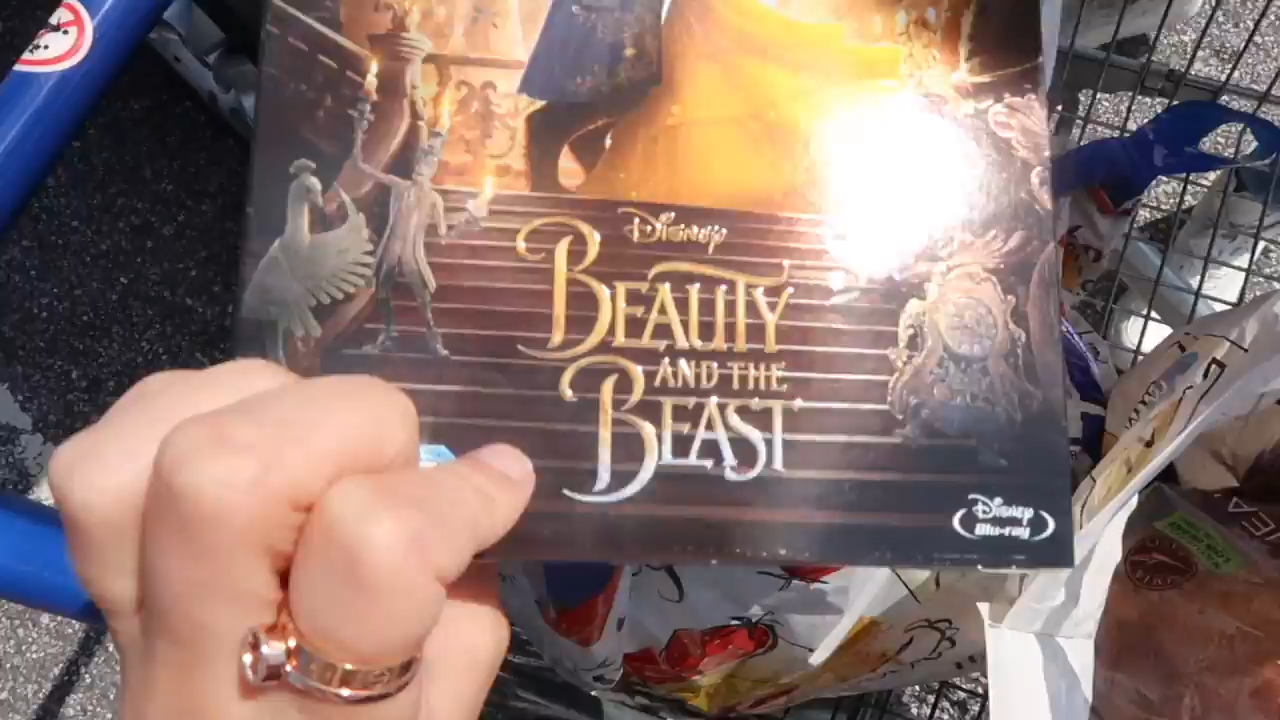 Disney
BEAUTY
AND THE
BEAST
Disney
Blu-ray